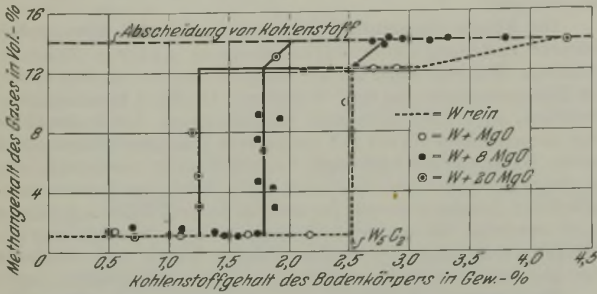 Methangehalt des Gases in Vol.-%
16
12
8
4
0
Abscheidung von Kohlenstoff
= W rein
= W + MgO
= W + 8 MgO
= W + 20 MgO
W5C2
0,5 1,0 1,5 2,0 2,5 3,0 3,5 4,0 4,5
Kohlenstoffgehalt des Bodenkörpers in Gew.-%